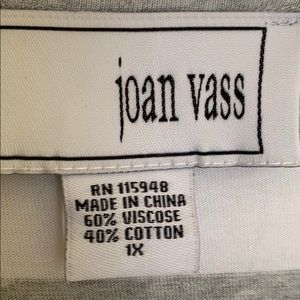 joan vass
RN 115948
MADE IN CHINA
60% VISCOSE
40% COTTON
1X